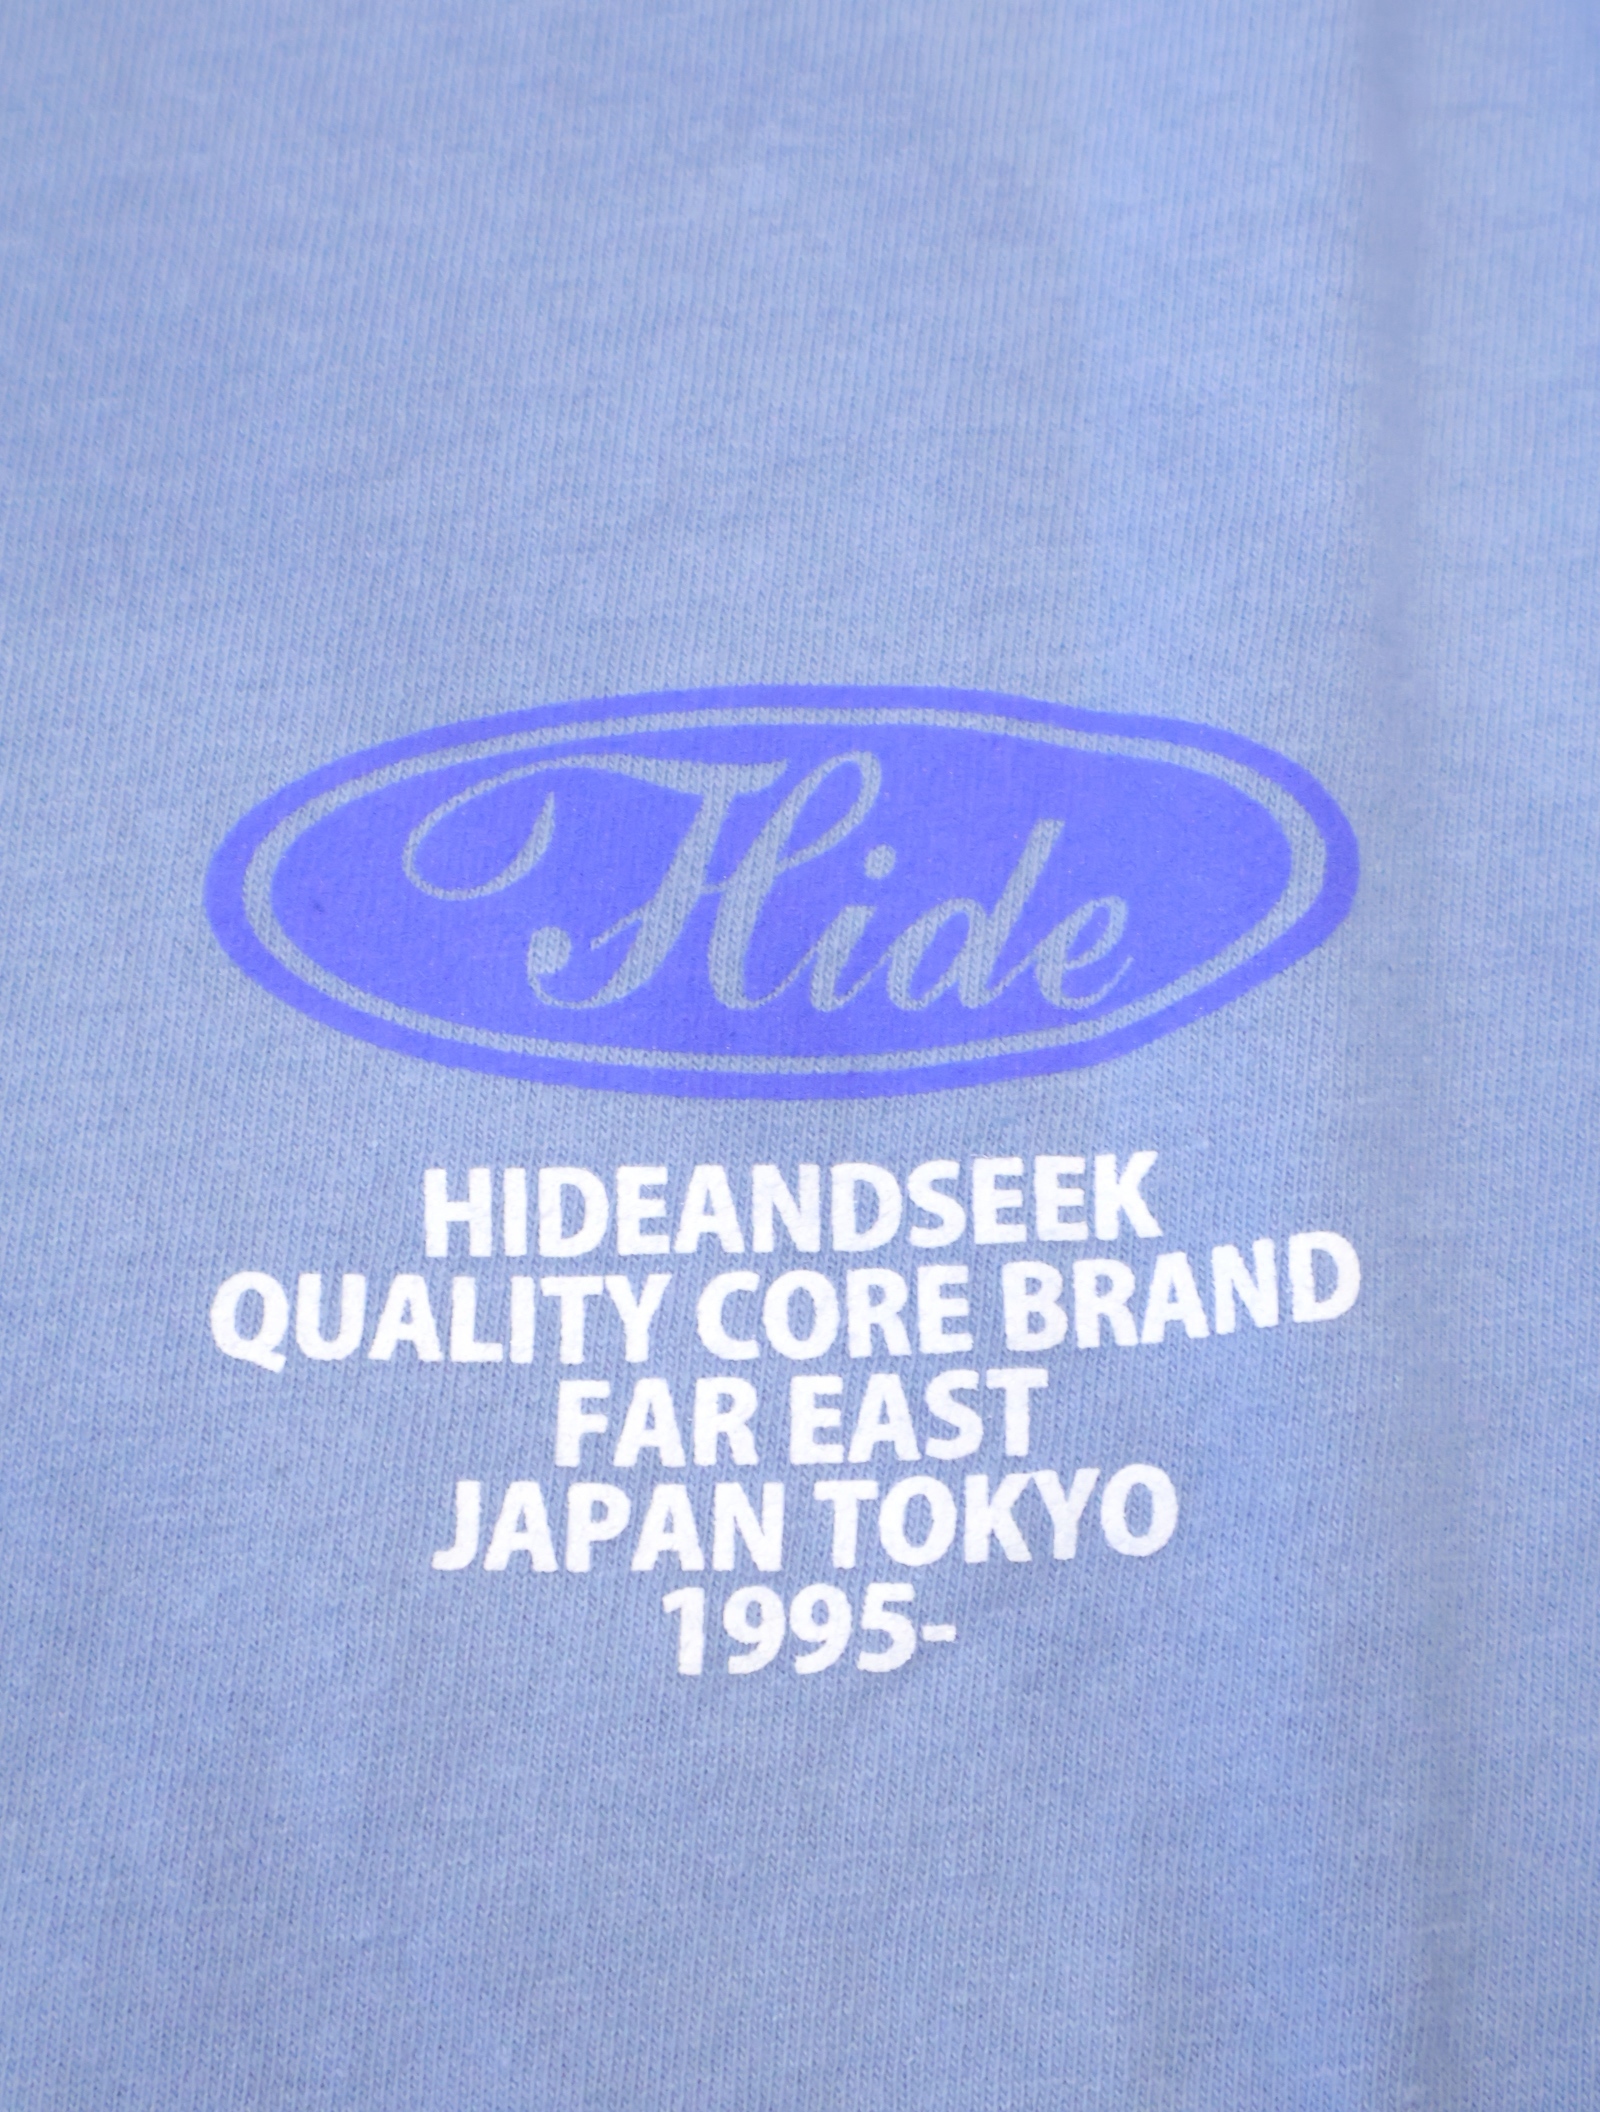 Hide
HIDEANDSEEK
QUALITY CORE BRAND
FAR EAST
JAPAN TOKYO
1995-